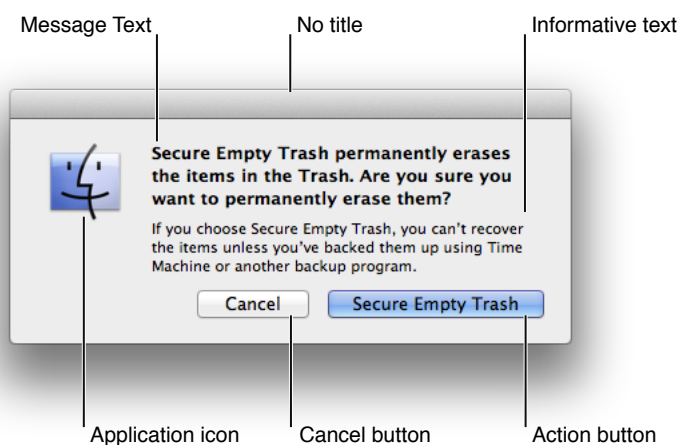 Message Text
No title
Informative text
Secure Empty Trash permanently erases
the items in the Trash. Are you sure you
want to permanently erase them?
If you choose Secure Empty Trash, you can’t recover
the items unless you’ve backed them up using Time
Machine or another backup program.
Cancel
Secure Empty Trash
Application icon
Cancel button
Action button